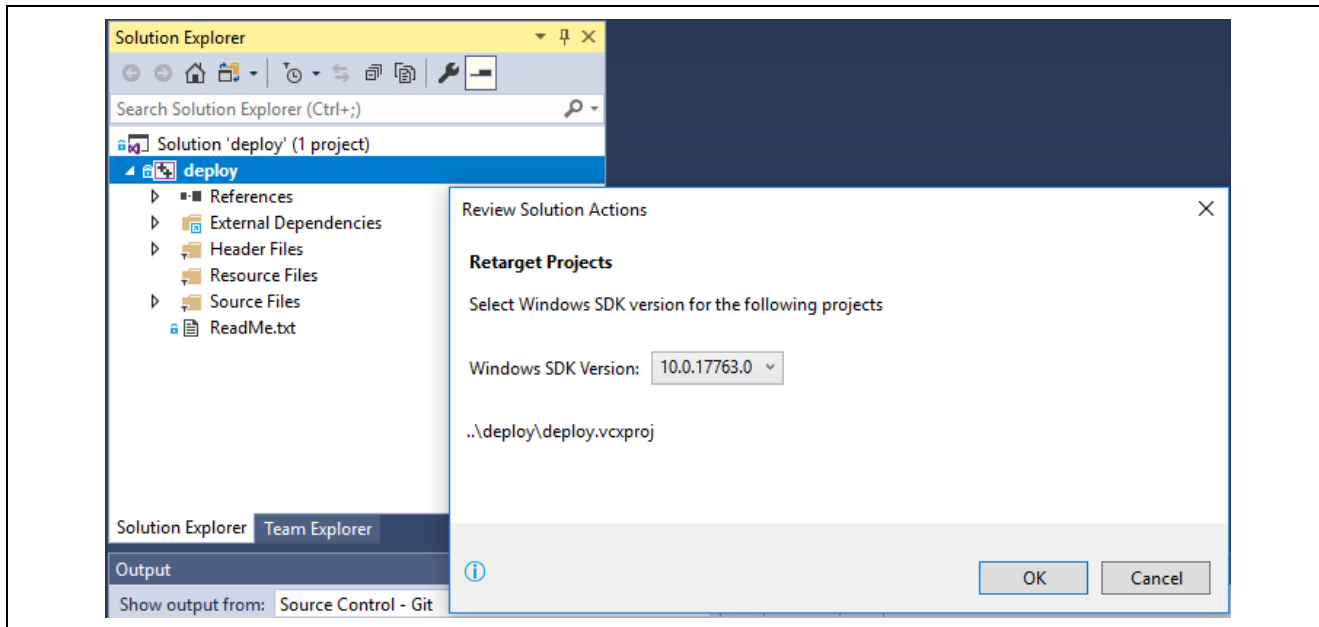 Solution Explorer
Search Solution Explorer (Ctrl+;)
Solution 'deploy' (1 project)
deploy
References
External Dependencies
Header Files
Resource Files
Source Files
ReadMe.txt
Solution Explorer Team Explorer
Output
Show output from: Source Control - Git
Review Solution Actions
Retarget Projects
Select Windows SDK version for the following projects
Windows SDK Version: 10.0.17763.0
..\deploy\deploy.vcxproj
OK Cancel